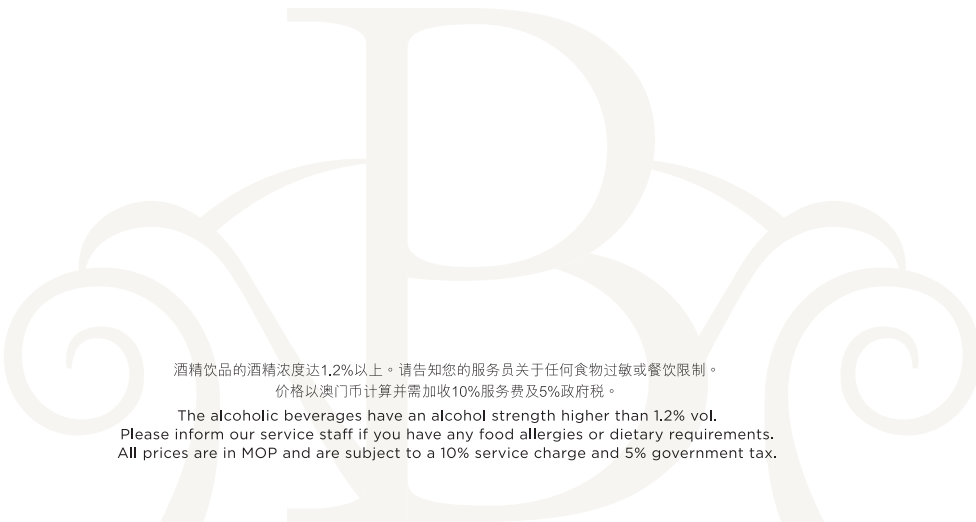 酒精饮品的酒精浓度达1.2%以上。请告知您的服务员关于任何食物过敏或餐饮限制。
价格以澳门币计算并需加收10%服务费及5%政府税。
The alcoholic beverages have an alcohol strength higher than 1.2% vol.
Please inform our service staff if you have any food allergies or dietary requirements.
All prices are in MOP and are subject to a 10% service charge and 5% government tax.